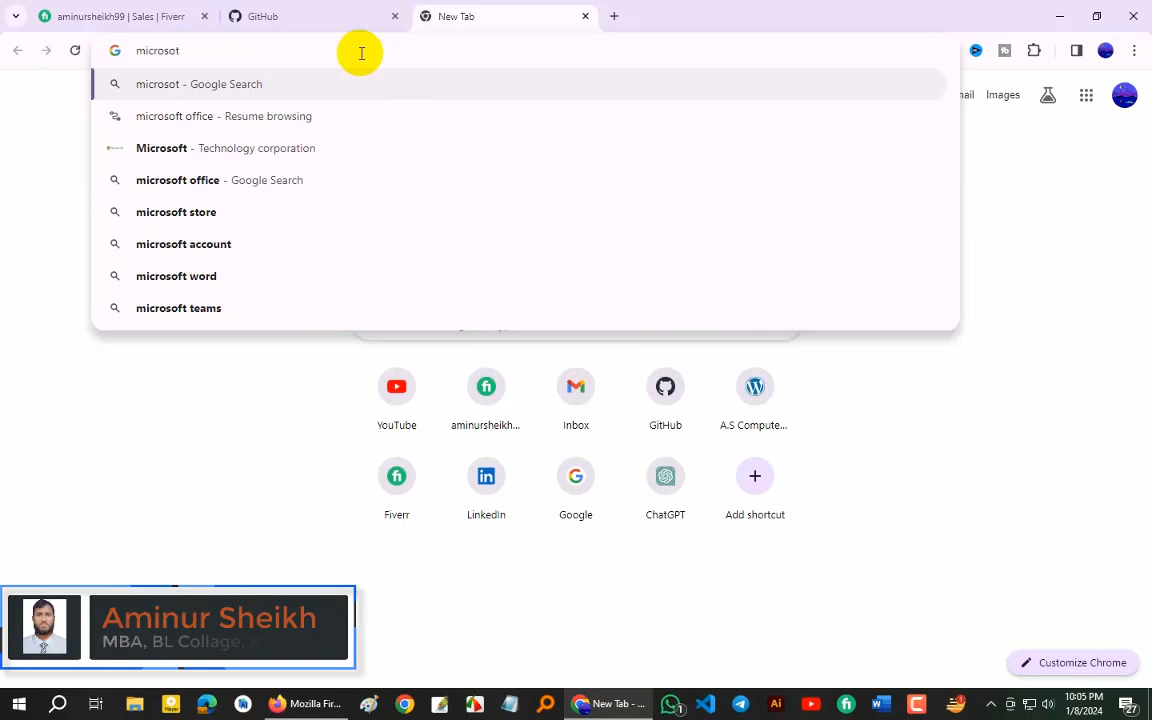 aminursheikh99 | Sales | Fiverr
GitHub
New Tab
microsot
microsot - Google Search
microsoft office - Resume browsing
Microsoft - Technology corporation
microsoft office - Google Search
microsoft store
microsoft account
microsoft word
microsoft teams
Images
YouTube
aminursheikh...
Inbox
GitHub
A.S Compute...
Fiverr
LinkedIn
Google
ChatGPT
Add shortcut
Aminur Sheikh
MBA, BL Collage,
Customize Chrome
Mozilla Fir...
New Tab - ...
10:05 PM
1/8/2024
27